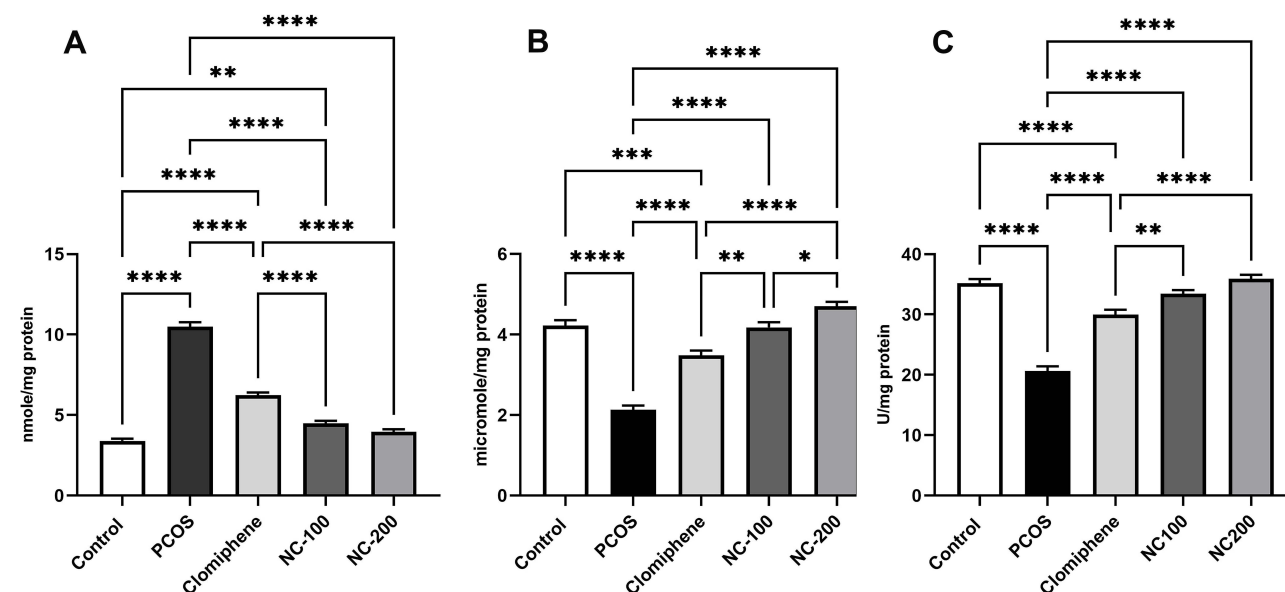 A
****
**
****
****
**** ****
**** ****
15
10
5
0
nmole/mg protein
Control
PCOS
Clomiphene
NC-100
NC-200
B
****
****
***
**** ****
**** ** *
6
4
2
0
micromole/mg protein
Control
PCOS
Clomiphene
NC-100
NC-200
C
****
****
****
**** ****
**** **
40
30
20
10
0
U/mg protein
Control
PCOS
Clomiphene
NC100
NC200